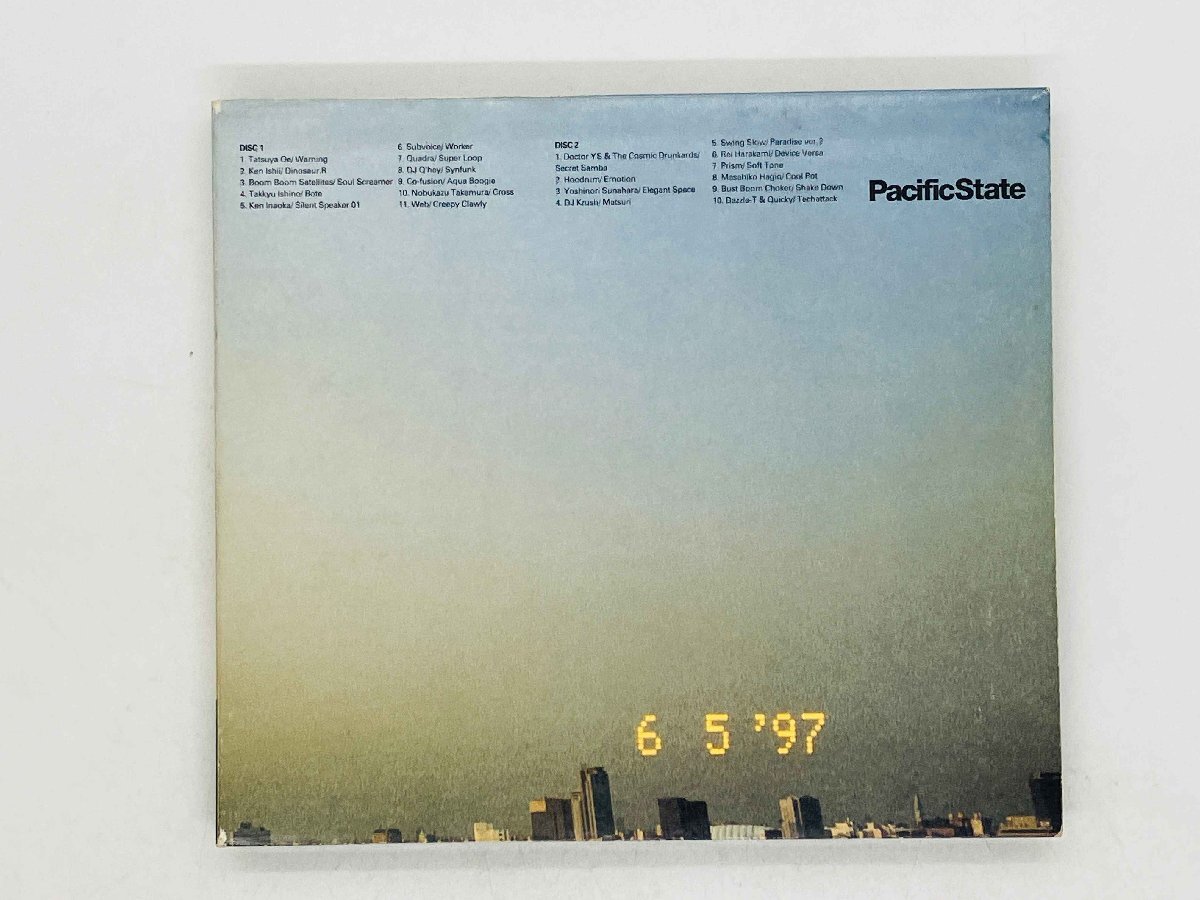 DISC 1
1. Tatsuya Oe/ Warning
2. Ken Ishii/ Dinosaur.R
3. Boom Boom Satellites/ Soul Screamer
4. Takkyu Ishino/ Bote
5. Ken Inaoka/ Silent Speaker 01
6. Subvoice/ Worker
7. Quadra/ Super Loop
8. DJ Q'hey/ Synfunk
9. Co-fusion/ Aqua Boogie
10. Nobukazu Takamura/ Cross
11. Web/ Creepy Clawly
DISC 2
1. Doctor YS & The Cosmic Drunkards/
Secret Samba
2. Hoodrum/ Emotion
3. Yoshinori Sunahara/ Elegant Space
4. DJ Krush/ Matsuri
5. Swing Slow/ Paradise ver.2
6. Rei Harakami/ Device Versa
7. Prism/ Soft Tone
8. Masahiko Hagio/ Cool Pot
9. Bust Boom Choker/ Shake Down
10. Dazzle-T & Quicky/ Techattack
PacificState
6 5 '97